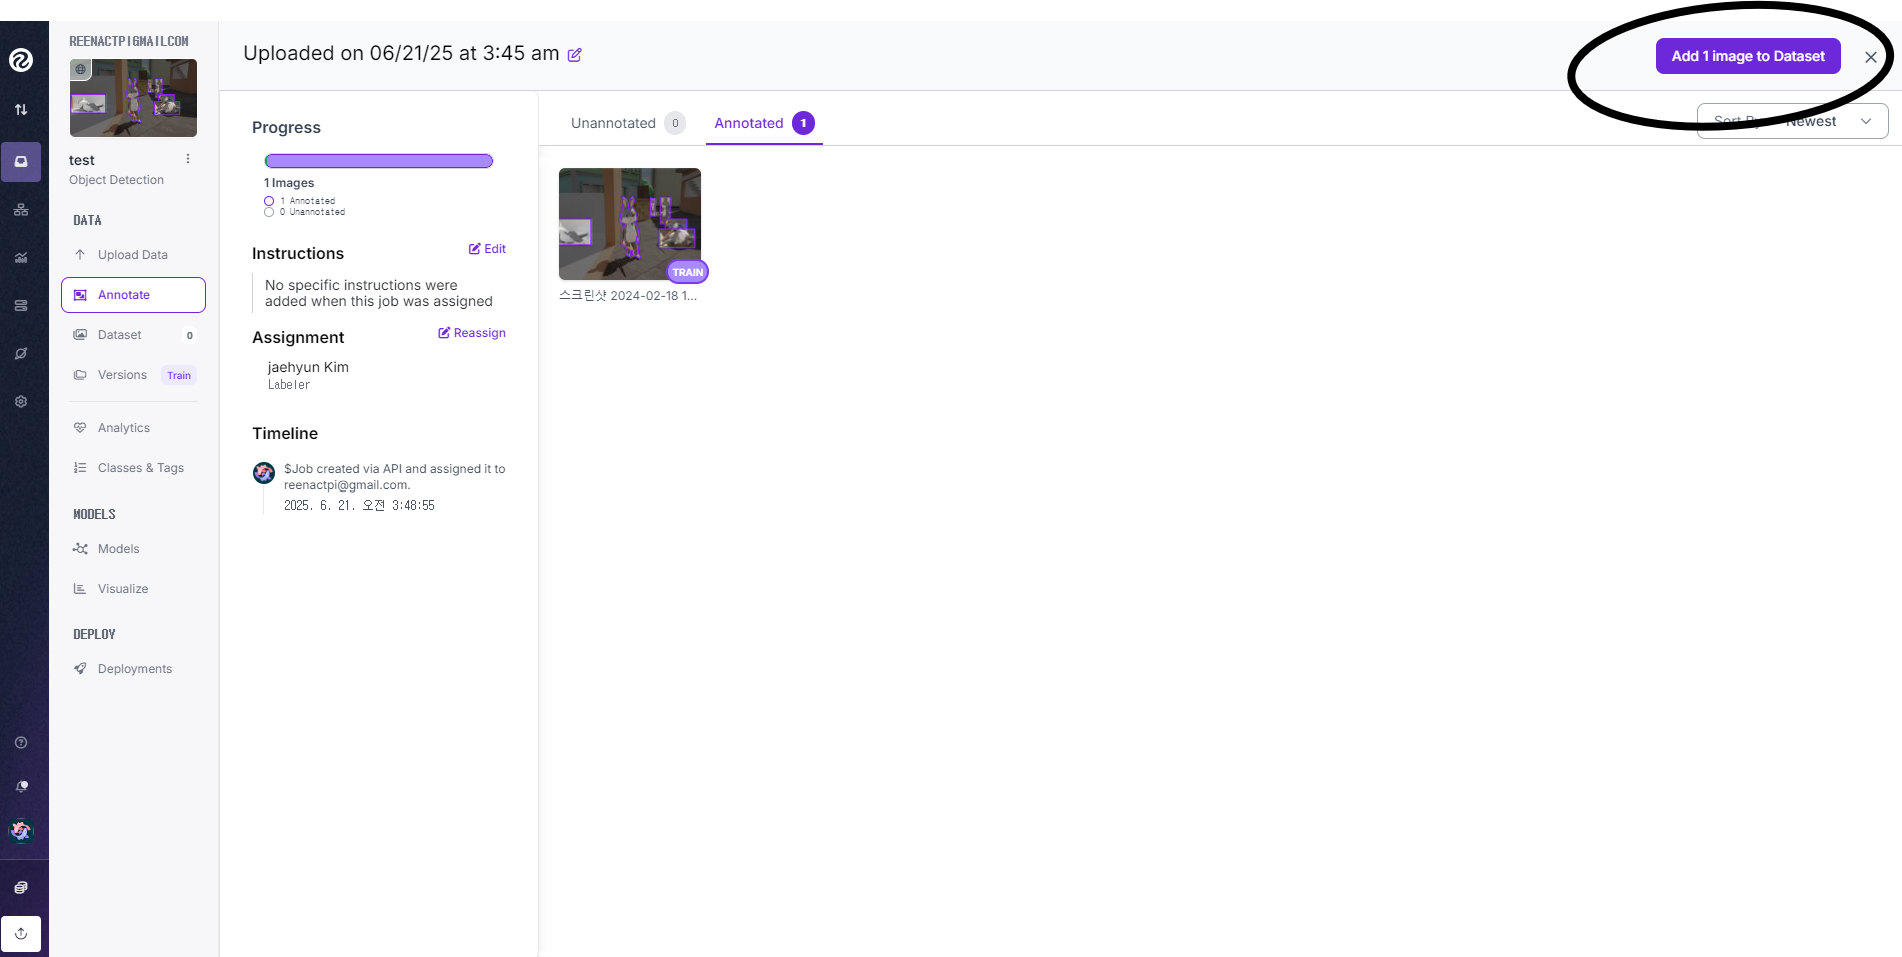 REENACTPIGMAILCOM
test
Object Detection
DATA
Upload Data
Annotate
Dataset 0
Versions Train
Analytics
Classes & Tags
MODELS
Models
Visualize
DEPLOY
Deployments
Uploaded on 06/21/25 at 3:45 am
Add 1 image to Dataset
Progress
1 Images
1 Annotated
0 Unannotated
Instructions
Edit
No specific instructions were
added when this job was assigned
Assignment
Reassign
jaehyun Kim
Labeler
Timeline
$Job created via API and assigned it to
reenactpi@gmail.com.
2025. 6. 21. 오전 3:48:55
Unannotated 0
Annotated 1
Sort By Newest
TRAIN
스크린샷 2024-02-18 1...